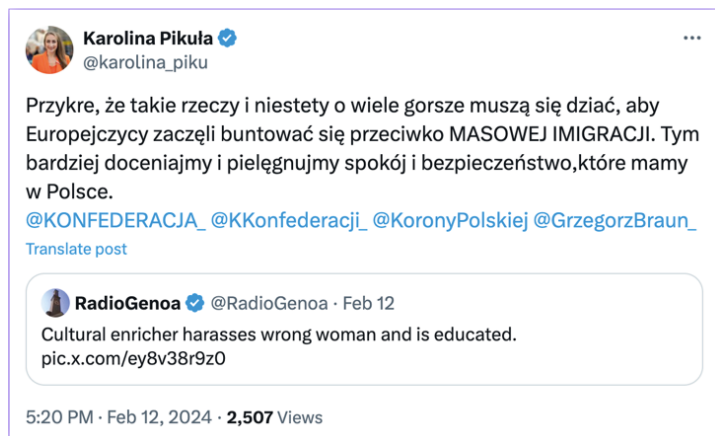 Karolina Pikuła
@karolina_piku
Przykre, że takie rzeczy i niestety o wiele gorsze muszą się dziać, aby
Europejczycy zaczęli buntować się przeciwko MASOWEJ IMIGRACJI. Tym
bardziej doceniajmy i pielęgnujmy spokój i bezpieczeństwo,które mamy
w Polsce.
@KONFEDERACJA_ @KKonfederacji_ @KoronyPolskiej @GrzegorzBraun_
Translate post
RadioGenoa @RadioGenoa · Feb 12
Cultural enricher harasses wrong woman and is educated.
pic.x.com/ey8v38r9z0
5:20 PM · Feb 12, 2024 · 2,507 Views